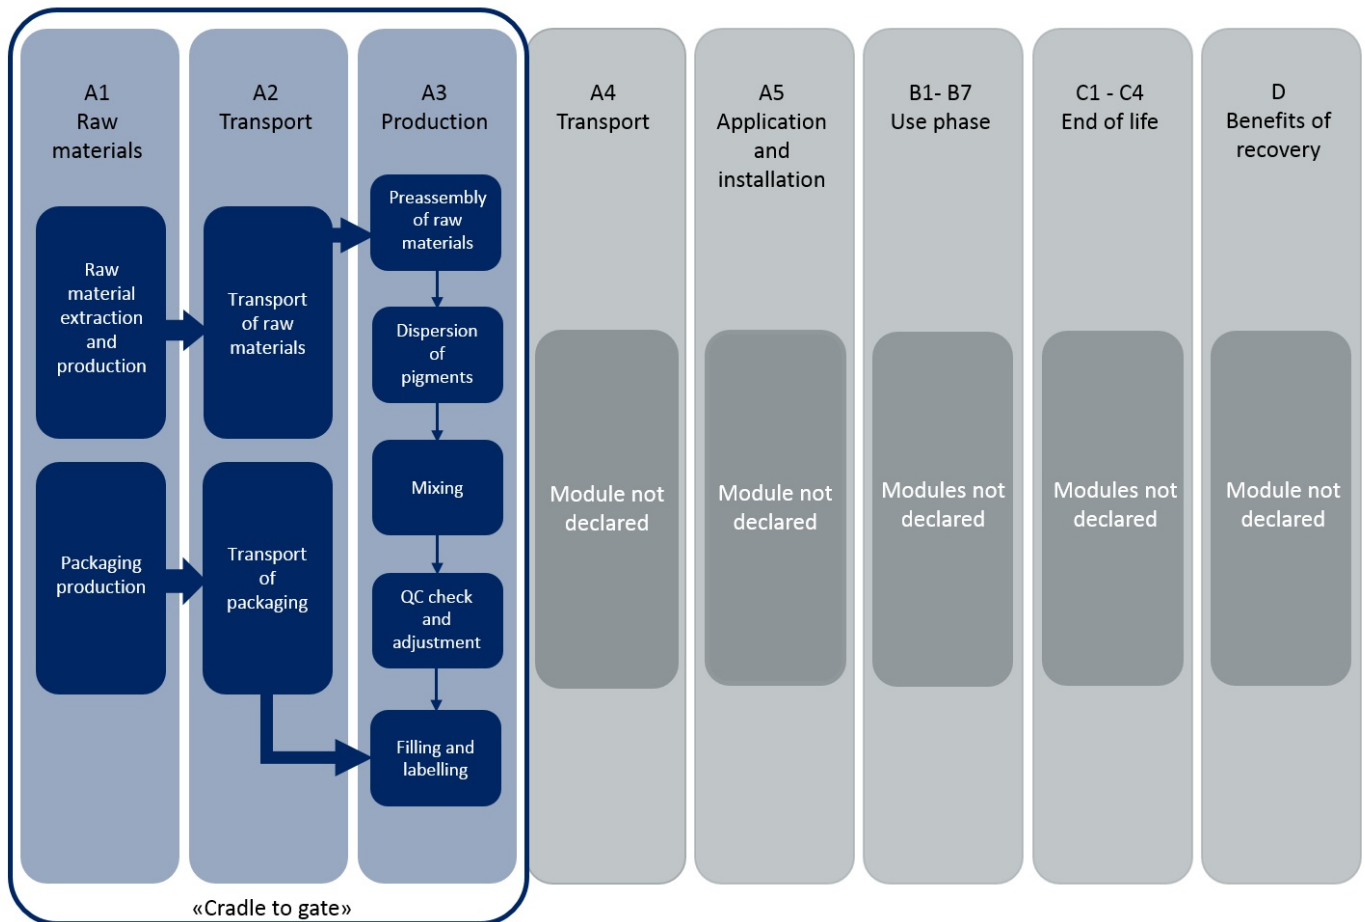 A1
Raw
materials
A2
Transport
A3
Production
A4
Transport
A5
Application
and
installation
B1- B7
Use phase
C1 - C4
End of life
D
Benefits of
recovery
Raw
material
extraction
and
production
Transport
of raw
materials
Preassembly
of raw
materials
Dispersion
of
pigments
Mixing
QC check
and
adjustment
Filling and
labelling
Packaging
production
Transport
of
packaging
Module not
declared
Module not
declared
Modules not
declared
Modules not
declared
Module not
declared
«Cradle to gate»